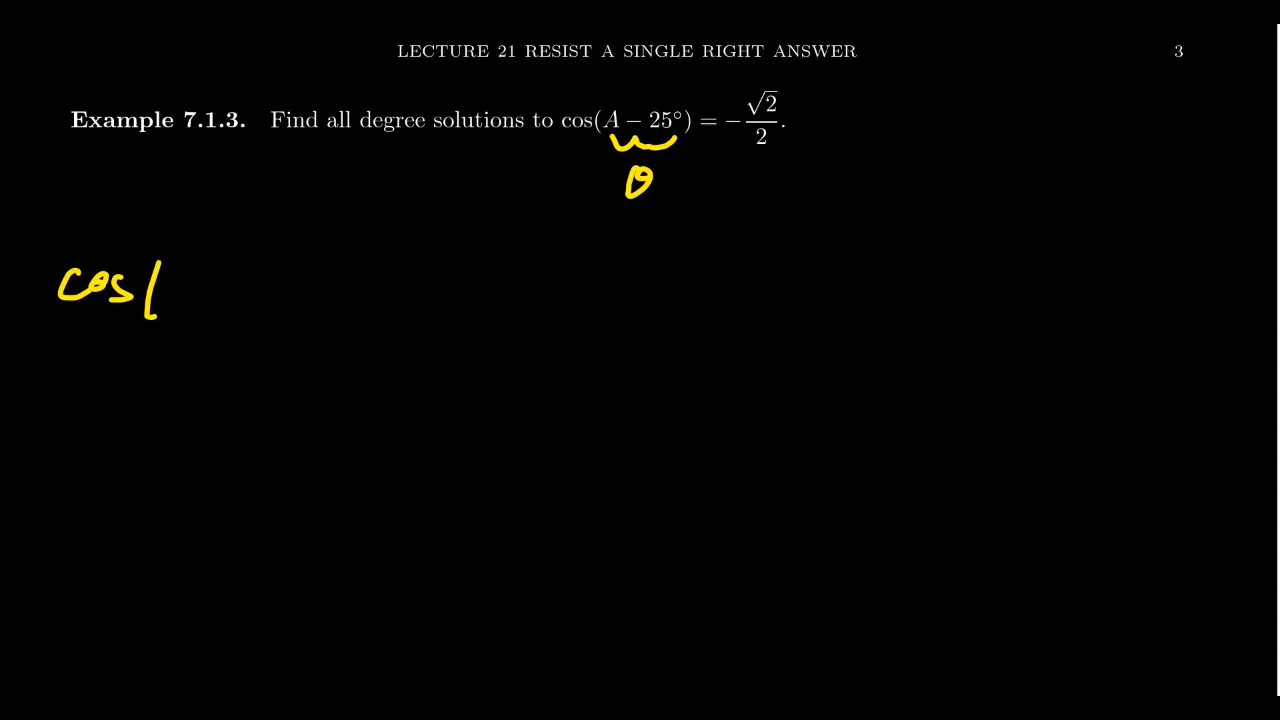 LECTURE 21 RESIST A SINGLE RIGHT ANSWER 3
Example 7.1.3. Find all degree solutions to cos(A − 25°) = −√2/2.
θ
cos(